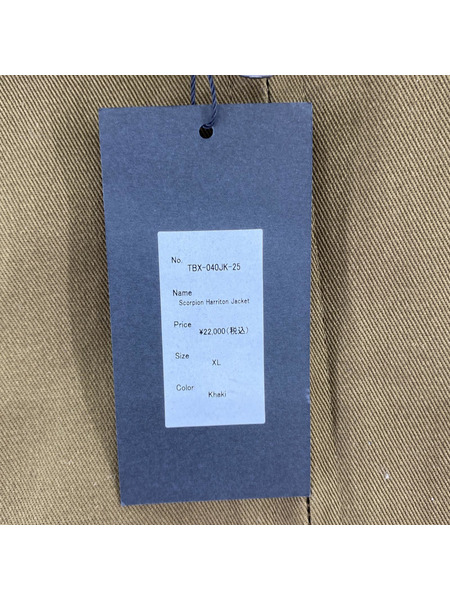 No. TBX-040JK-25
Name
Scorpion Harriton Jacket
Price ¥22,000(税込)
Size XL
Color Khaki